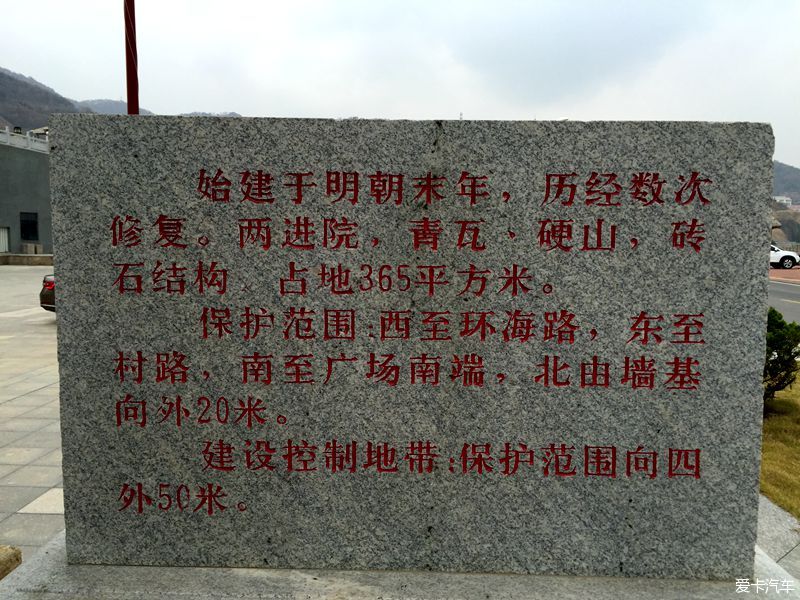 始建于明朝末年，历经数次
修复。两进院，青瓦、硬山，砖
石结构、占地365平方米。
保护范围:西至环海路，东至
村路，南至广场南端，北由墙基
向外20米。
建设控制地带:保护范围向四
外50米。
爱卡汽车